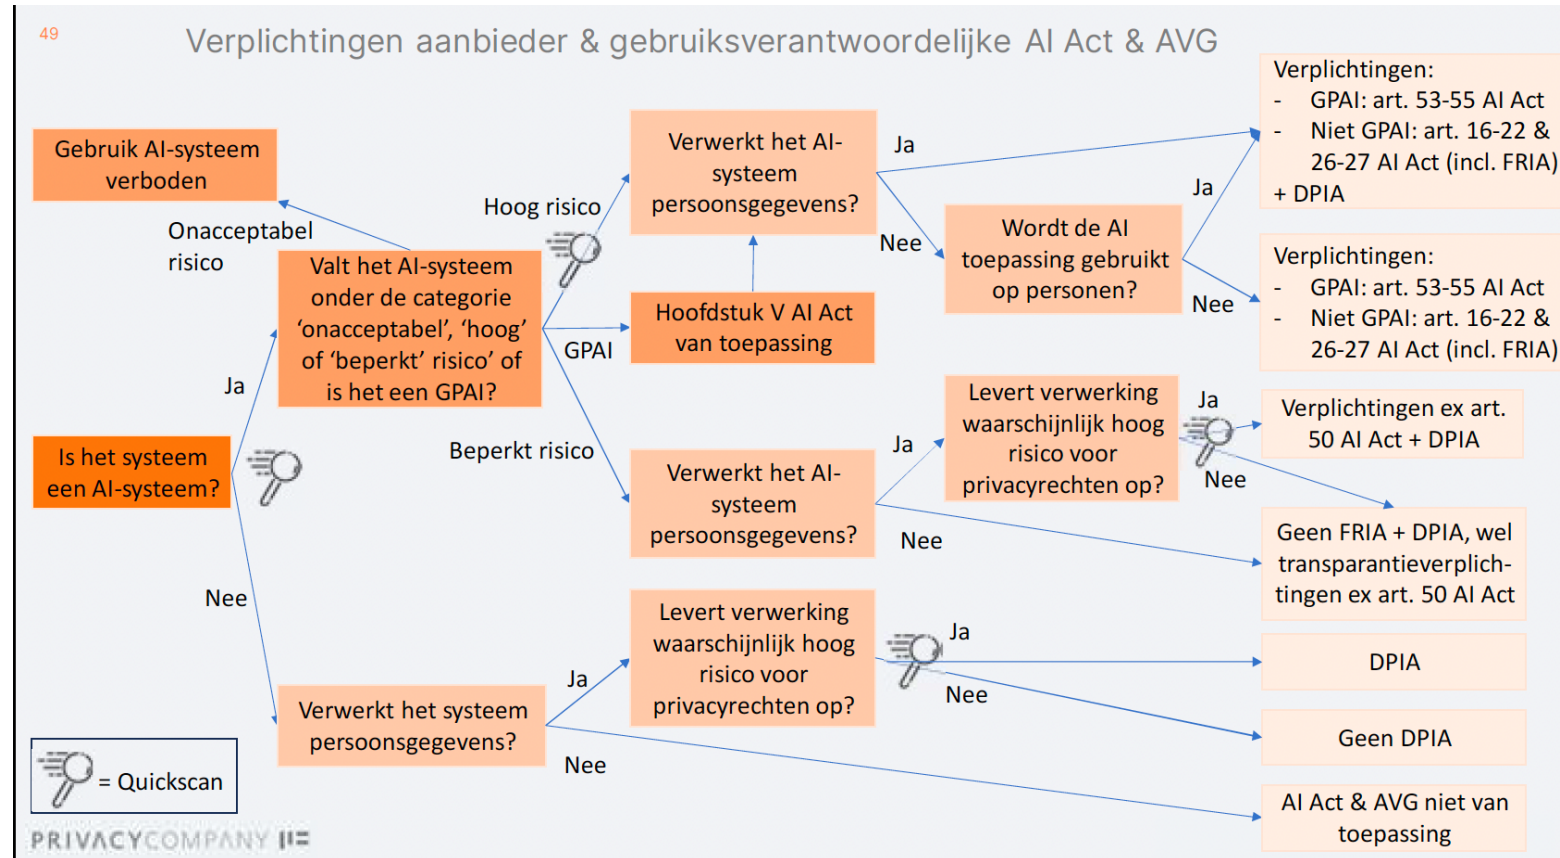 49
Verplichtingen aanbieder & gebruiksverantwoordelijke AI Act & AVG
Gebruik AI-systeem
verboden
Onacceptabel
risico
Valt het AI-systeem
onder de categorie
‘onacceptabel’, ‘hoog’
of ‘beperkt’ risico’ of
is het een GPAI?
Ja
Is het systeem
een AI-systeem?
Nee
Hoog risico
GPAI
Beperkt risico
Verwerkt het AI-
systeem
persoonsgegevens?
Ja
Nee
Hoofdstuk V AI Act
van toepassing
Wordt de AI
toepassing gebruikt
op personen?
Ja
Nee
Verplichtingen:
- GPAI: art. 53-55 AI Act
- Niet GPAI: art. 16-22 &
26-27 AI Act (incl. FRIA)
+ DPIA
Verplichtingen:
- GPAI: art. 53-55 AI Act
- Niet GPAI: art. 16-22 &
26-27 AI Act (incl. FRIA)
Verwerkt het AI-
systeem
persoonsgegevens?
Ja
Nee
Levert verwerking
waarschijnlijk hoog
risico voor
privacyrechten op?
Ja
Nee
Verplichtingen ex art.
50 AI Act + DPIA
Geen FRIA + DPIA, wel
transparantieverplich-
tingen ex art. 50 AI Act
Verwerkt het systeem
persoonsgegevens?
Ja
Nee
Levert verwerking
waarschijnlijk hoog
risico voor
privacyrechten op?
Ja
Nee
DPIA
Geen DPIA
AI Act & AVG niet van
toepassing
= Quickscan
PRIVACYCOMPANY